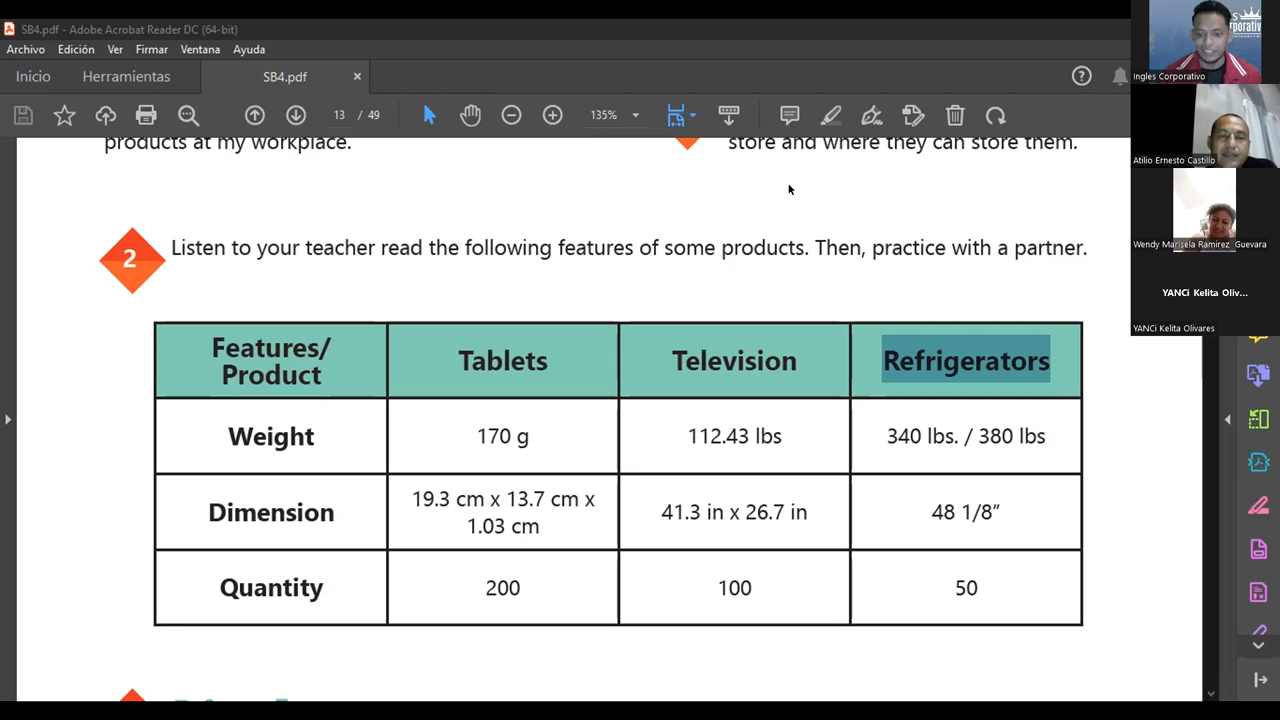 SB4.pdf - Adobe Acrobat Reader DC (64-bit)
Archivo Edición Ver Firmar Ventana Ayuda
Inicio Herramientas SB4.pdf ×
13 / 49 135%
products at my workplace.
store and where they can store them.
2 Listen to your teacher read the following features of some products. Then, practice with a partner.
Features/
Product
Tablets
Television
Refrigerators
Weight
170 g
112.43 lbs
340 lbs. / 380 lbs
Dimension
19.3 cm x 13.7 cm x
1.03 cm
41.3 in x 26.7 in
48 1/8”
Quantity
200
100
50
Ingles Corporativo
Atilio Ernesto Castillo
Wendy Marisela Ramirez Guevara
YANCi Kelita Oliv...
YANCi Kelita Olivares